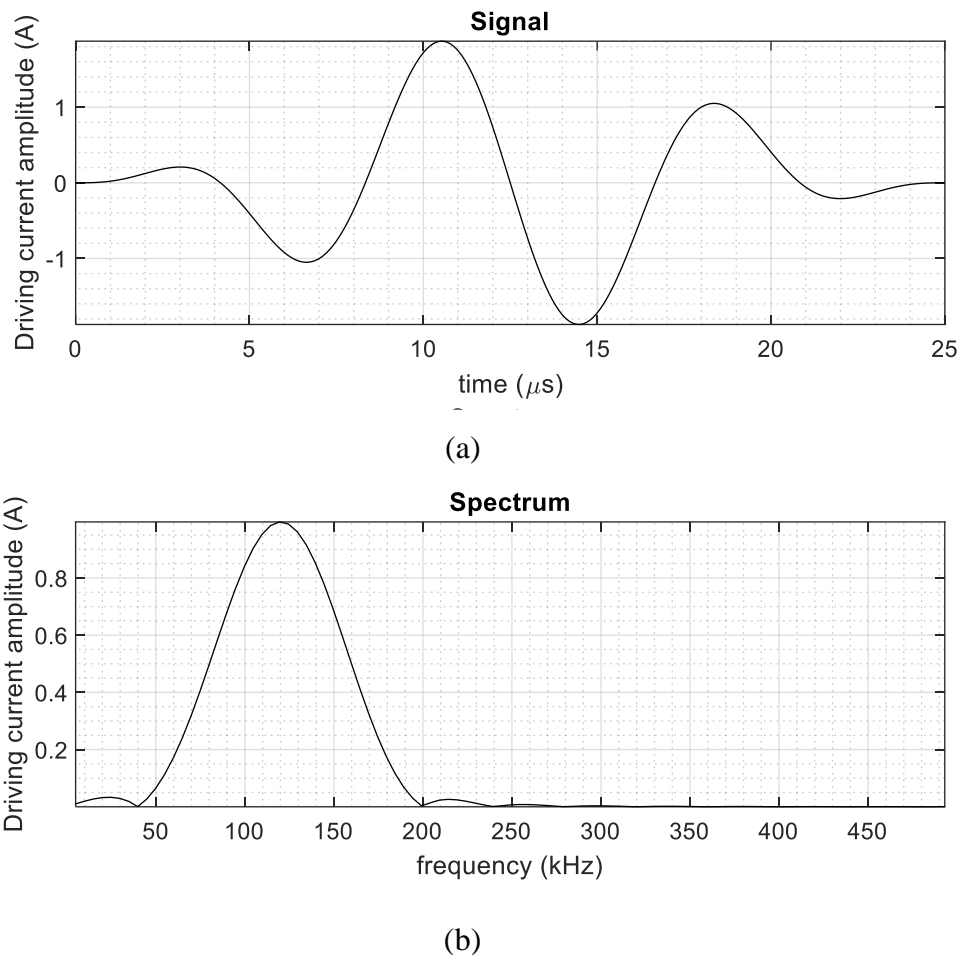 Signal
Driving current amplitude (A)
1
0
-1
0 5 10 15 20 25
time (μs)
(a)
Spectrum
Driving current amplitude (A)
0.8
0.6
0.4
0.2
50 100 150 200 250 300 350 400 450
frequency (kHz)
(b)